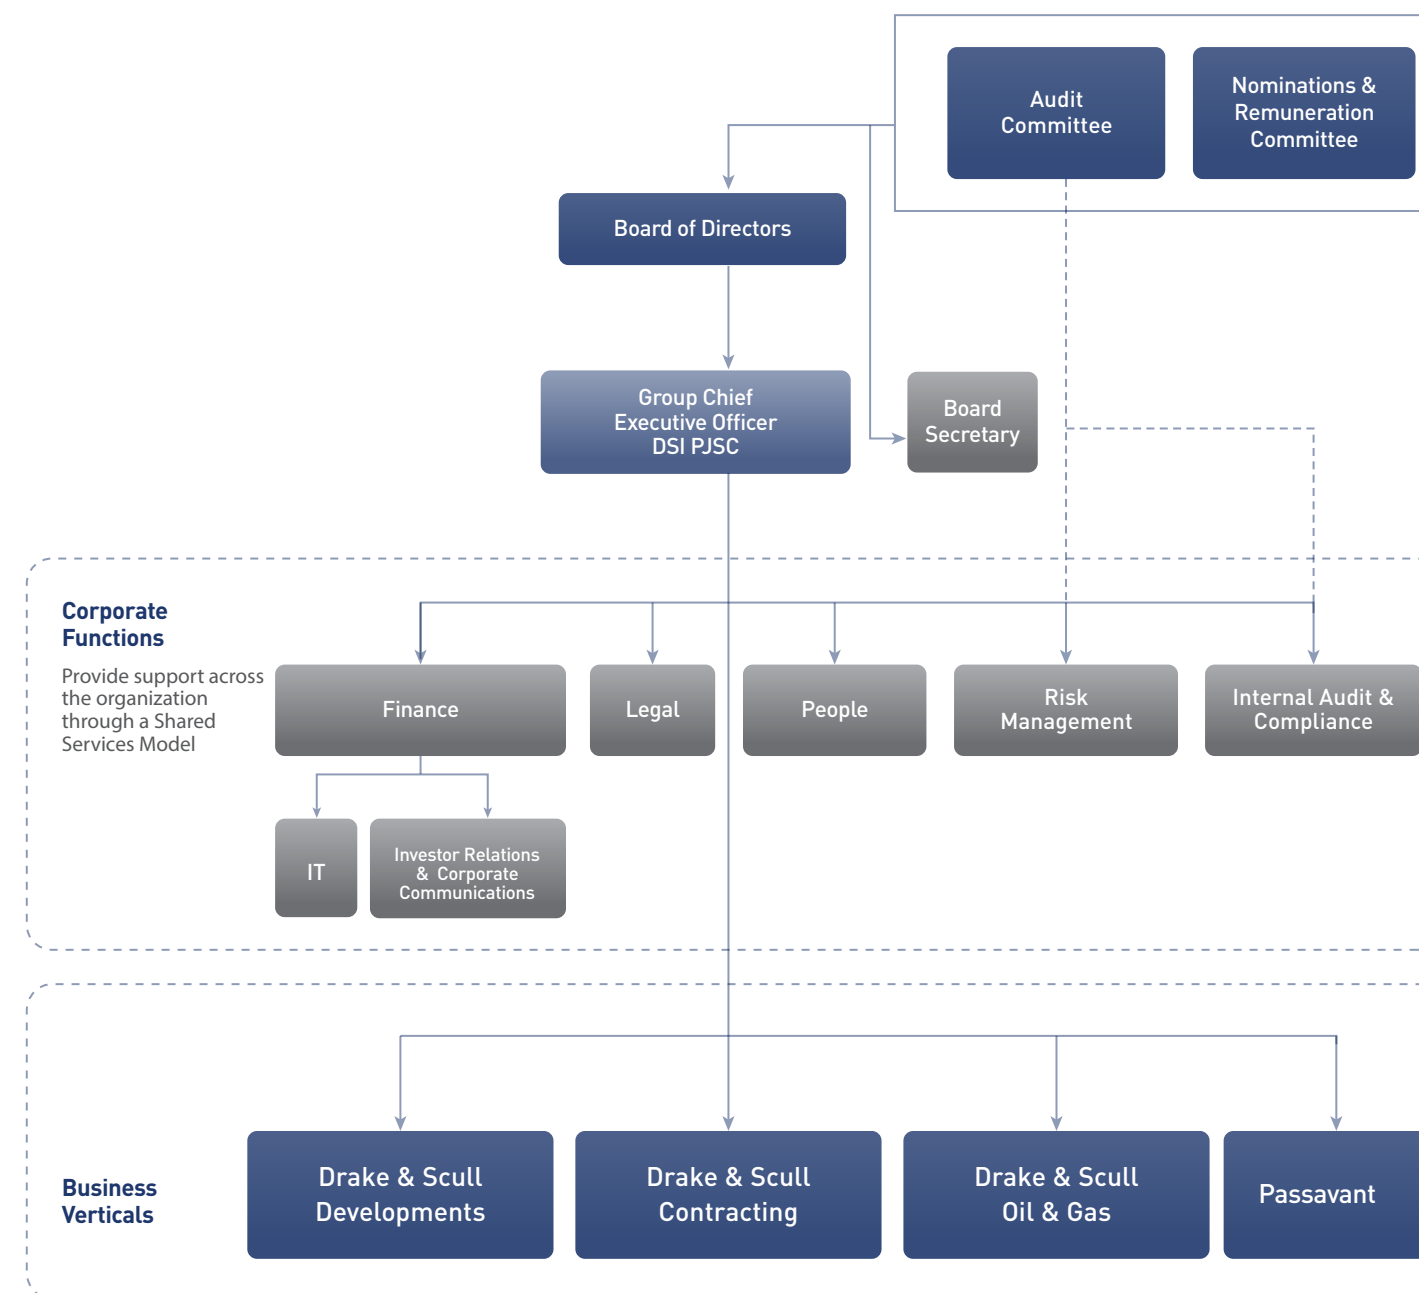 Audit
Committee
Nominations &
Remuneration
Committee
Board of Directors
Group Chief
Executive Officer
DSI PJSC
Board
Secretary
Corporate
Functions
Provide support across
the organization
through a Shared
Services Model
Finance
Legal
People
Risk
Management
Internal Audit &
Compliance
IT
Investor Relations
& Corporate
Communications
Business
Verticals
Drake & Scull
Developments
Drake & Scull
Contracting
Drake & Scull
Oil & Gas
Passavant